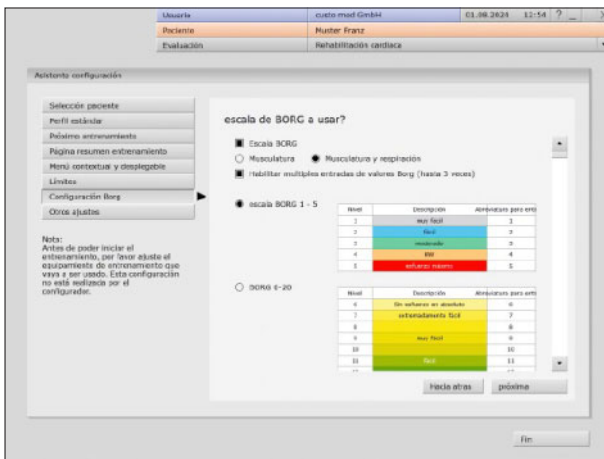 Usuario custo med GmbH 01.08.2024 12:54 ? _
Paciente Muster Franz
Evaluación Rehabilitación cardiaca
Asistente configuración
Selección paciente
Perfil estándar
Próximo entrenamiento
Página resumen entrenamiento
Menú contextual y desplegable
Límites
Configuración Borg
Otros ajustes
Nota:
Antes de poder iniciar el
entrenamiento, por favor ajuste el
equipamiento de entrenamiento que
vaya a ser usado. Esta configuración
no está realizada por el
configurador.
escala de BORG a usar?
Escala BORG
Musculatura Musculatura y respiración
Habilitar multiples entradas de valores Borg (hasta 3 veces)
escala BORG 1 - 5
Nivel Descripción Abreviatura para entr
1 muy fácil 1
2 fácil 2
3 moderado 3
4 4
5 esfuerzo máximo 5
BORG 6-20
Nivel Descripción Abreviatura para entr
6 Sin esfuerzo en absoluto 6
7 extremadamente fácil 7
8 8
9 muy fácil 9
10 10
11 fácil 11
Hacia atras próxima
Fin